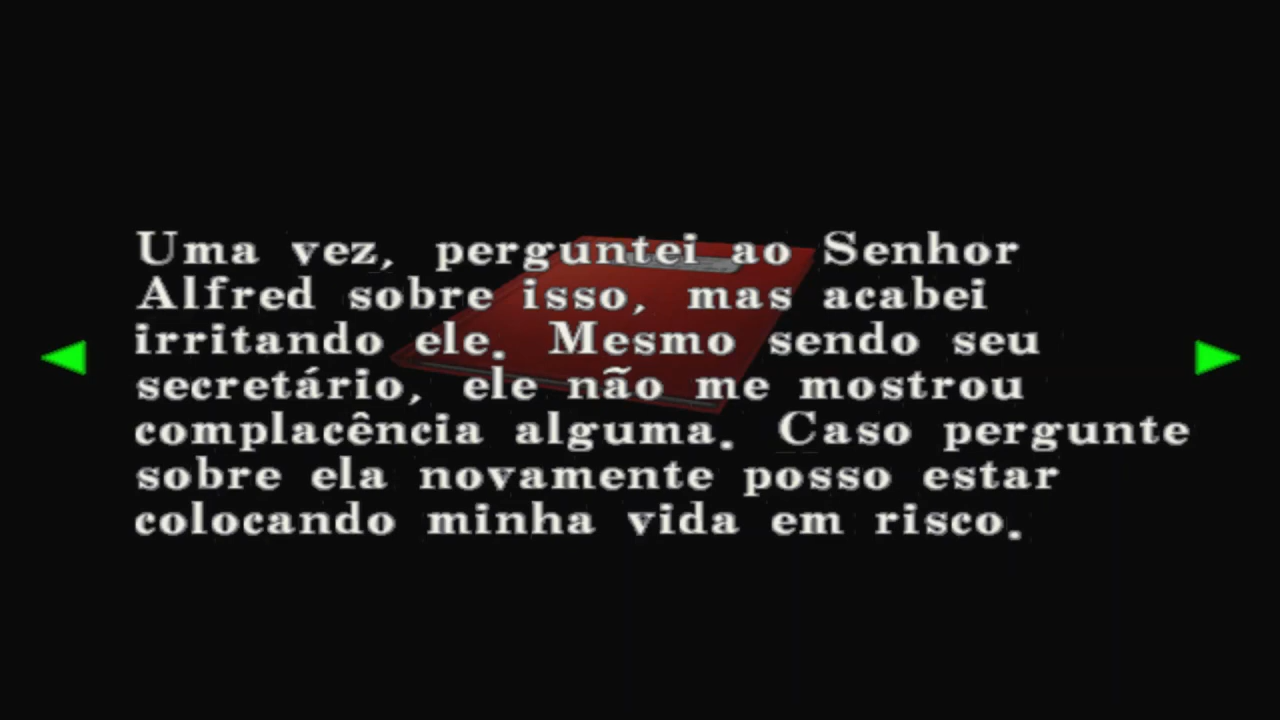 Uma vez, perguntei ao Senhor
Alfred sobre isso, mas acabei
irritando ele. Mesmo sendo seu
secretário, ele não me mostrou
complacência alguma. Caso pergunte
sobre ela novamente posso estar
colocando minha vida em risco.